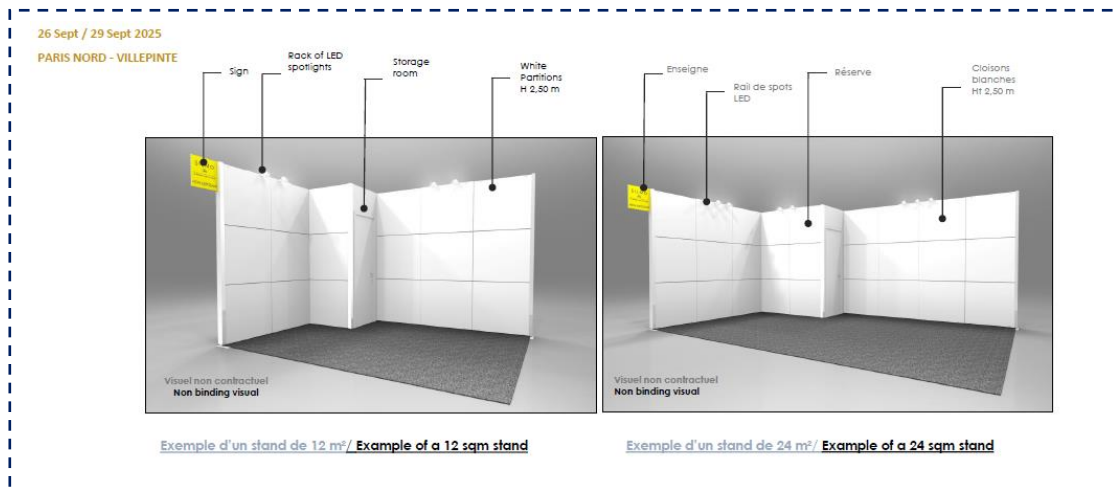 26 Sept / 29 Sept 2025
PARIS NORD - VILLEPINTE
Sign
Rack of LED
spotlights
Storage
room
White
Partitions
H 2,50 m
Enseigne
Rail de spots
LED
Réserve
Cloisons
blanches
Ht 2,50 m
Visuel non contractuel
Non binding visual
Visuel non contractuel
Non binding visual
Exemple d'un stand de 12 m²/ Example of a 12 sqm stand
Exemple d'un stand de 24 m²/ Example of a 24 sqm stand